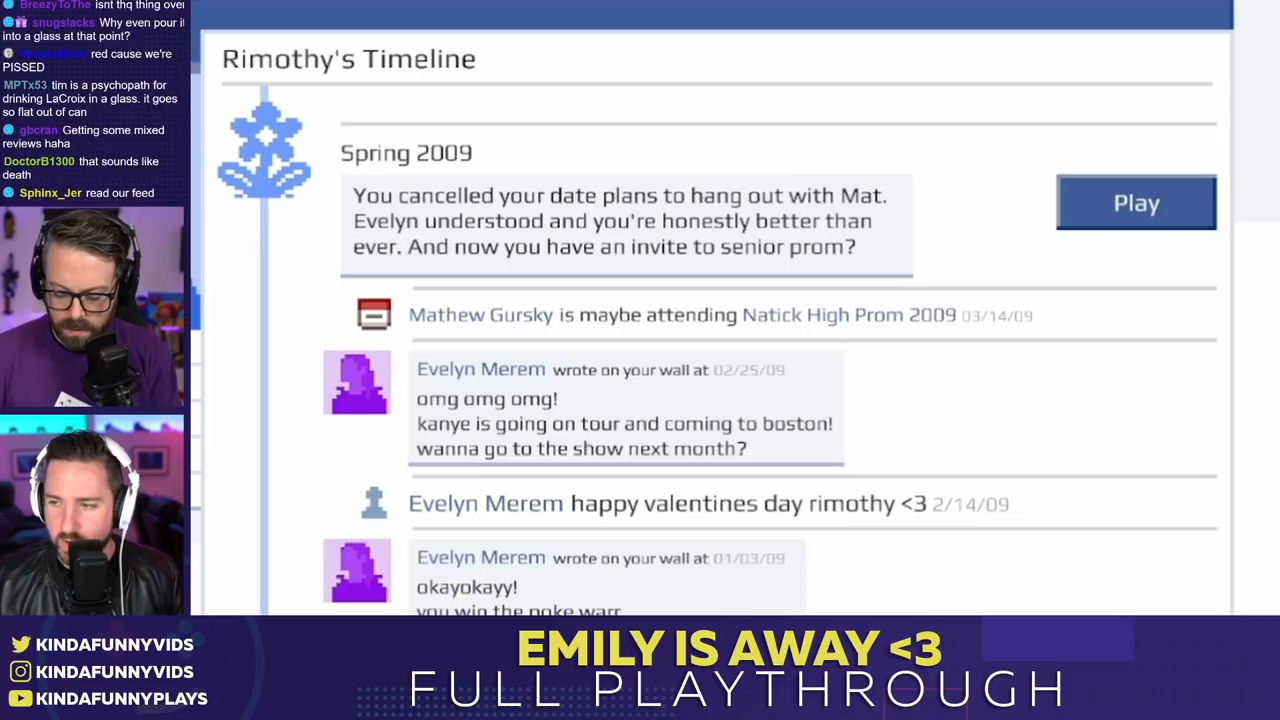 BreezyToThe isnt thq thing over
snugslacks Why even pour it
into a glass at that point?
red cause we're
PISSED
MPTx53 tim is a psychopath for
drinking LaCroix in a glass. it goes
so flat out of can
gbcran Getting some mixed
reviews haha
DoctorB1300 that sounds like
death
Sphinx_Jer read our feed
Rimothy's Timeline
Spring 2009
You cancelled your date plans to hang out with Mat.
Evelyn understood and you're honestly better than
ever. And now you have an invite to senior prom?
Play
Mathew Gursky is maybe attending Natick High Prom 2009 03/14/09
Evelyn Merem wrote on your wall at 02/25/09
omg omg omg!
kanye is going on tour and coming to boston!
wanna go to the show next month?
Evelyn Merem happy valentines day rimothy <3 2/14/09
Evelyn Merem wrote on your wall at 01/03/09
okayokayy!
you win the poke warr
KINDAFUNNYVIDS
KINDAFUNNYVIDS
KINDAFUNNYPLAYS
EMILY IS AWAY <3
FULL PLAYTHROUGH